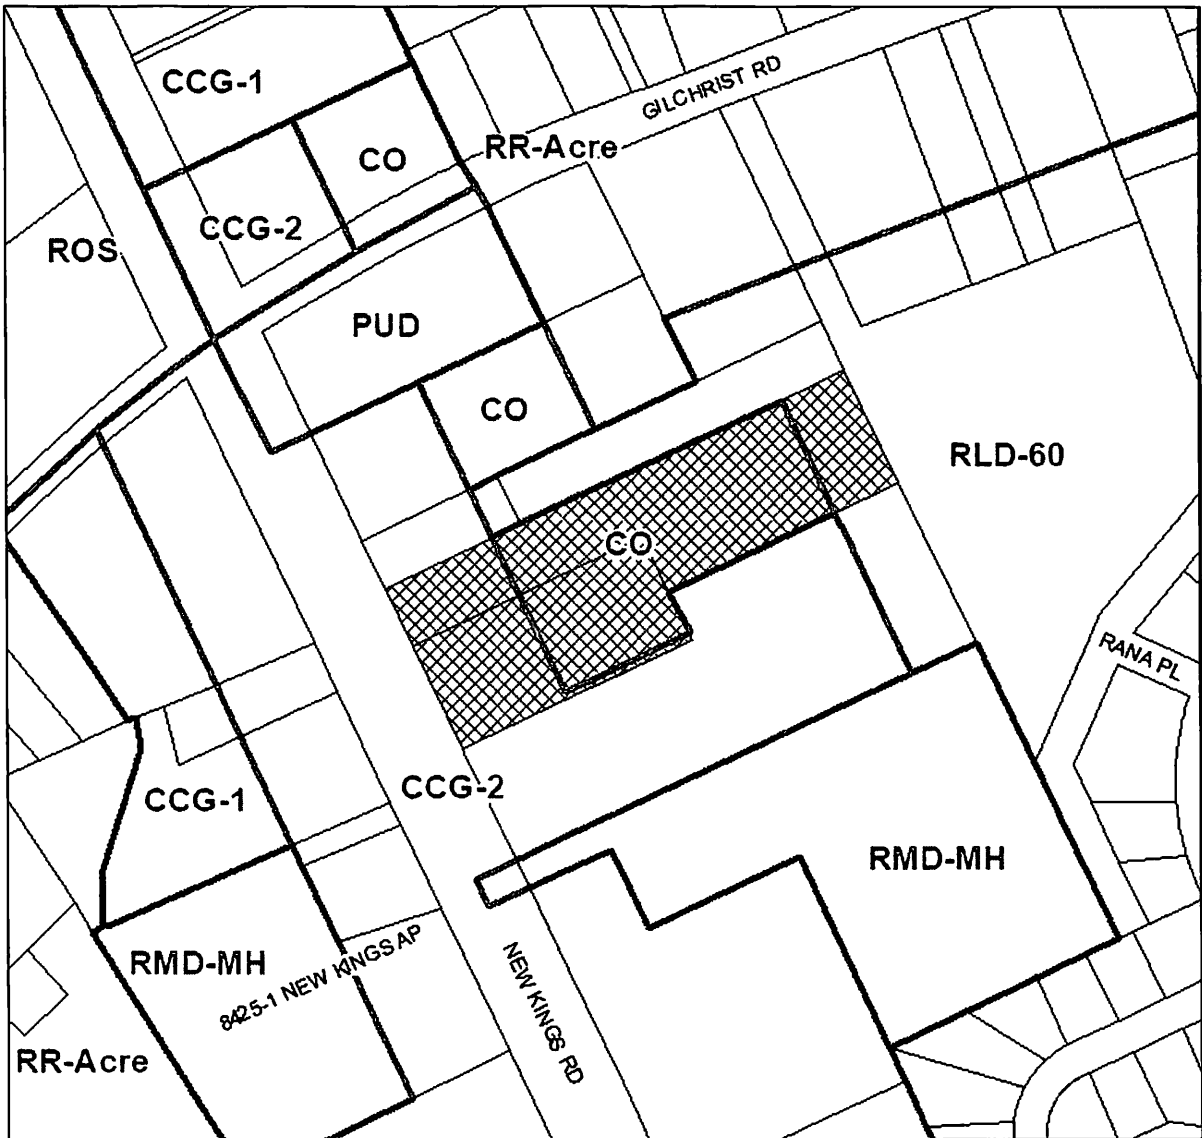 CCG-1
GILCHRIST RD
CO
RR-Acre
CCG-2
ROS
PUD
CO
RLD-60
CO
RANA PL
CCG-2
CCG-1
RMD-MH
RMD-MH
8425-1 NEW KINGS AP
NEW KINGS RD
RR-Acre